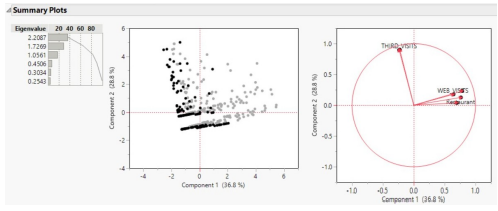 Summary Plots
Eigenvalue 20 40 60 80
2.2087
1.7269
1.0561
0.4506
0.3034
0.2543
Component 2 (28.8 %)
6
4
2
0
-2
-4
-4 -2 0 2 4 6
Component 1 (36.8 %)
Component 2 (28.8 %)
1.0
0.5
0.0
-0.5
-1.0
THIRD_VISITS
WEB_VISITS
Restaurant
-1.0 -0.5 0.0 0.5 1.0
Component 1 (36.8 %)